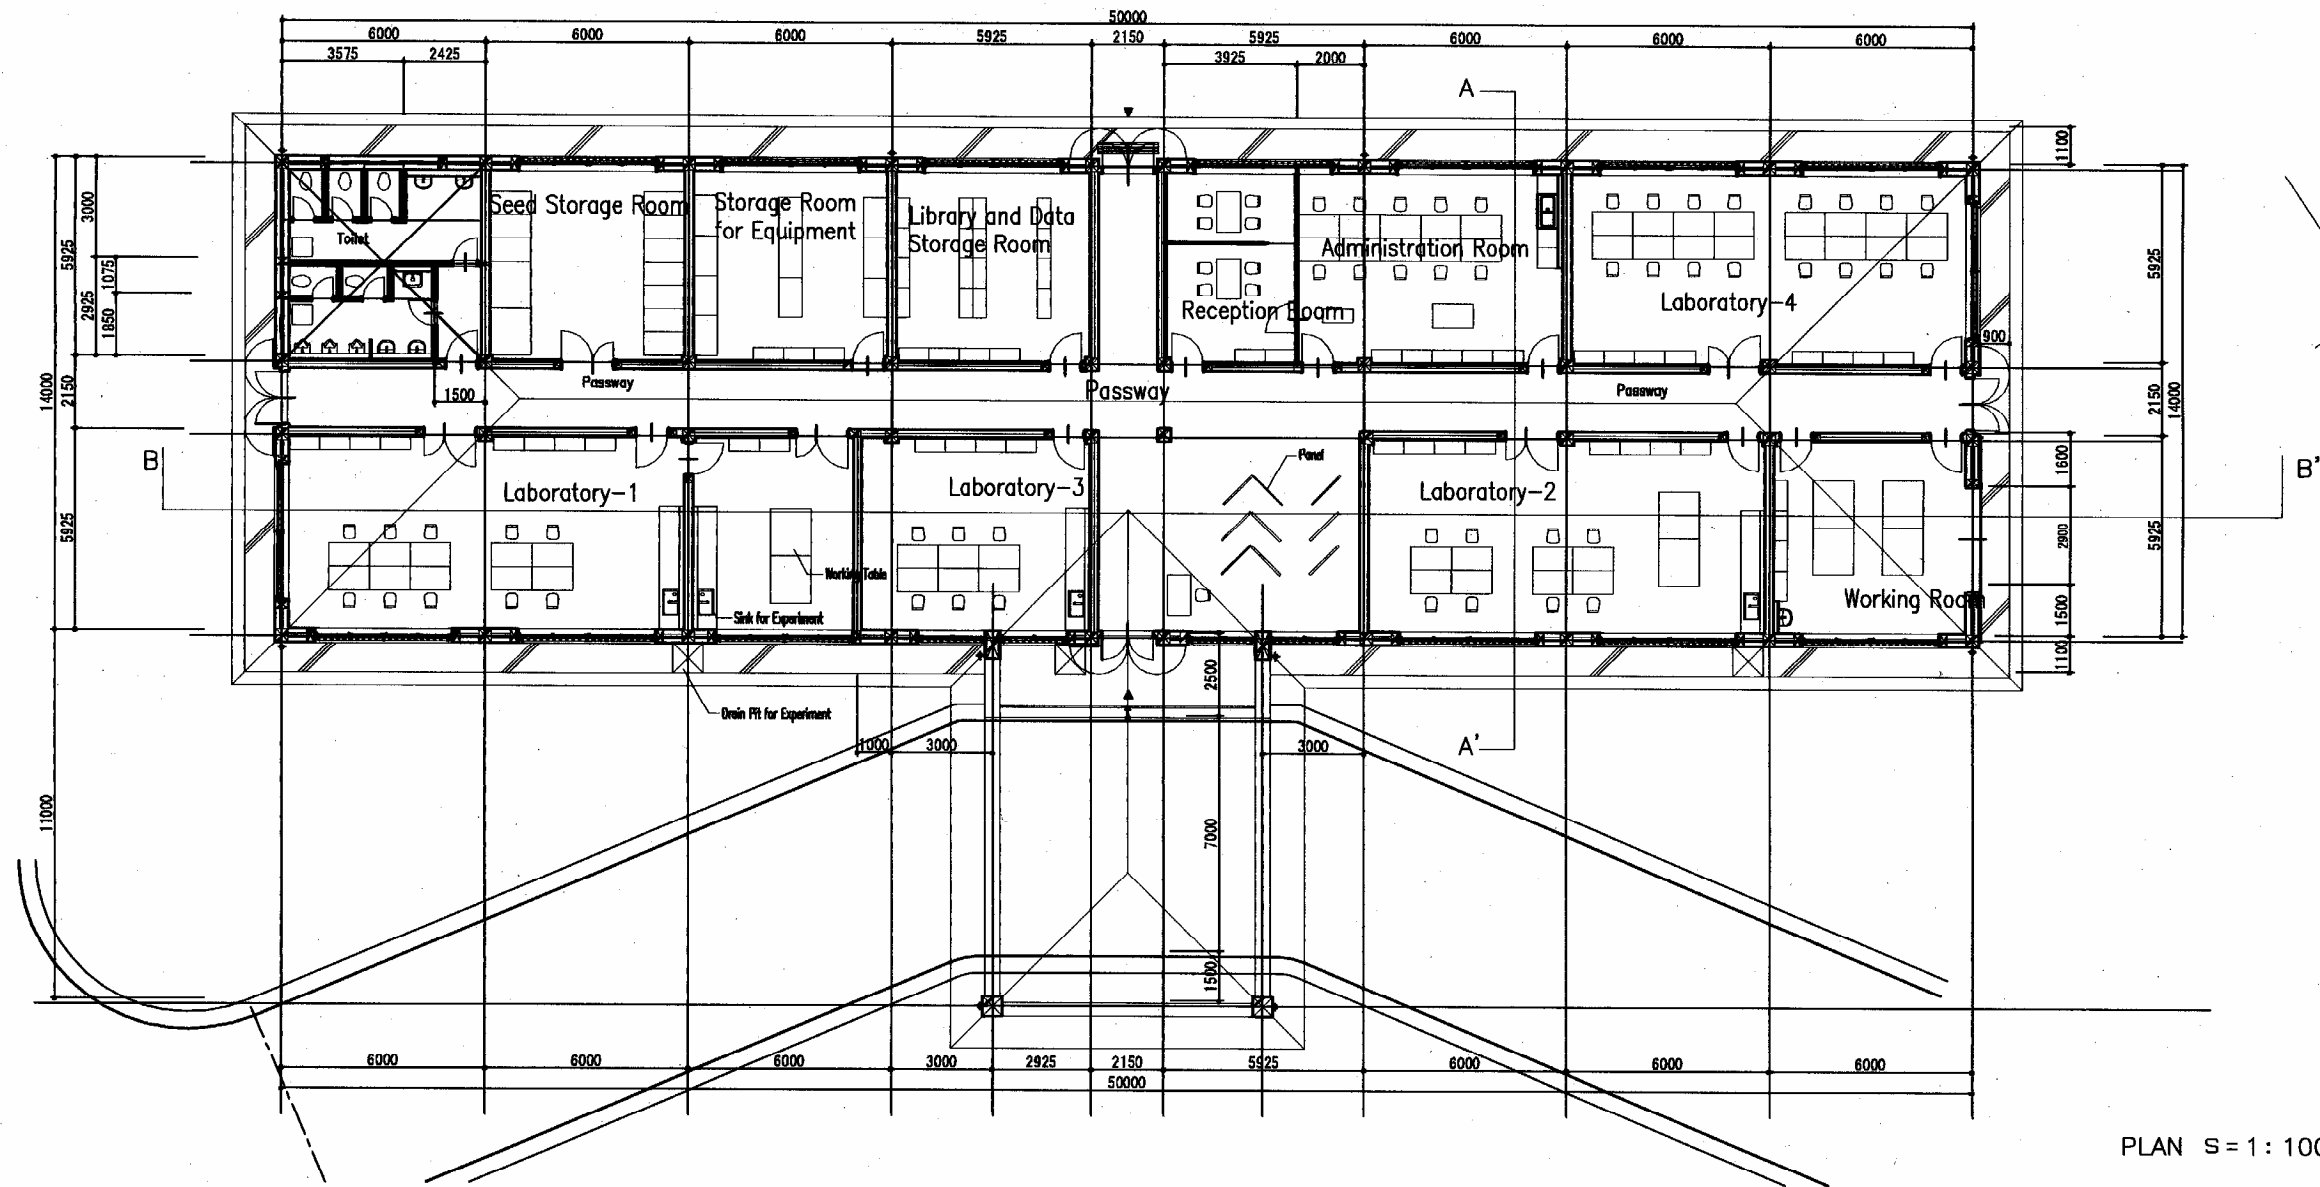 50000
6000
6000
6000
5925
2150
5925
6000
6000
6000
3575
2425
3925
2000
A
1100
3000
5925
1075
2925
1850
14000
2150
5925
11000
Toilet
Seed Storage Room
Storage Room
for Equipment
Library and Data
Storage Room
Reception Room
Administration Room
Laboratory-4
900
5925
2150
14000
1500
Passway
Passway
Passway
B
Laboratory-1
Laboratory-3
Panel
Laboratory-2
1600
2900
5925
1500
1100
B'
Working Table
Sink for Experiment
Working Room
Drain Pit for Experiment
2500
1000
3000
3000
A'
7000
1500
6000
6000
6000
3000
2925
2150
5925
6000
6000
6000
50000
PLAN S=1:100